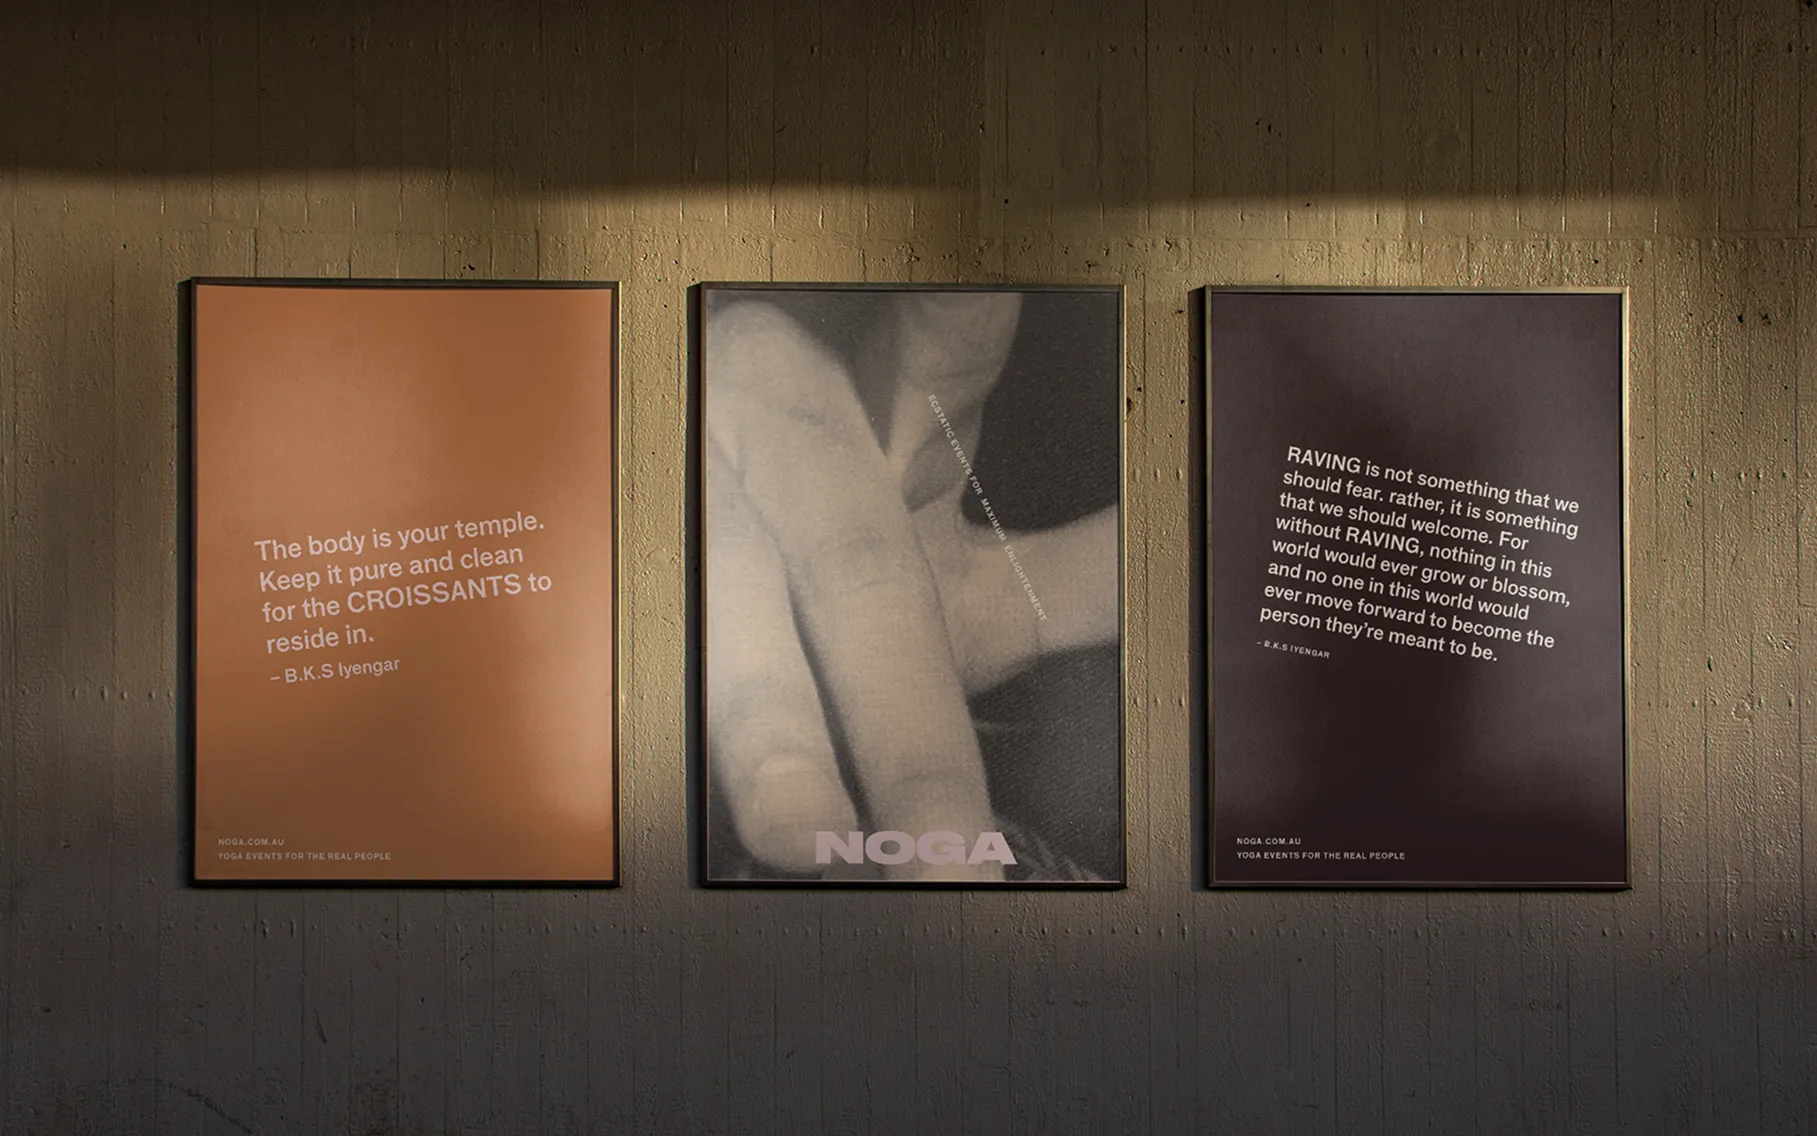 The body is your temple.
Keep it pure and clean
for the CROISSANTS to
reside in.
– B.K.S Iyengar
NOGA.COM.AU
YOGA EVENTS FOR THE REAL PEOPLE
ECSTATIC EVENTS FOR MAXIMUM ENLIGHTENMENT
NOGA
RAVING is not something that we
should fear. rather, it is something
that we should welcome. For
without RAVING, nothing in this
world would ever grow or blossom,
and no one in this world would
ever move forward to become the
person they're meant to be.
– B.K.S IYENGAR
NOGA.COM.AU
YOGA EVENTS FOR THE REAL PEOPLE